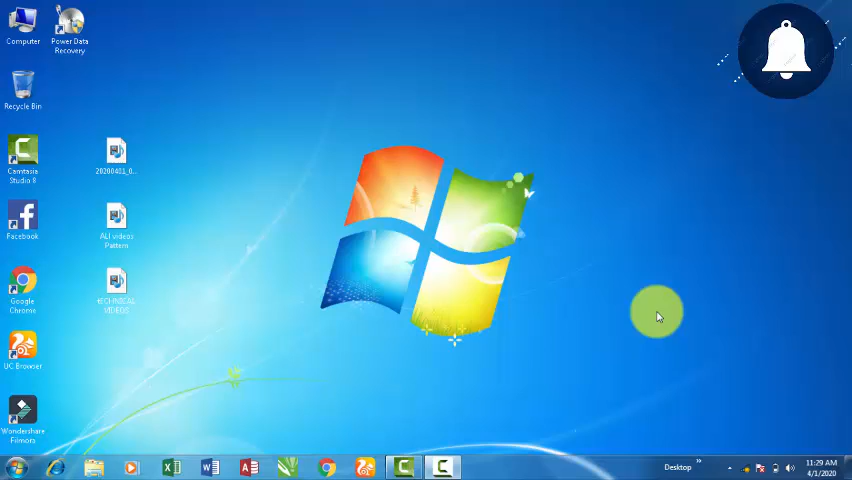 Computer
Power Data
Recovery
Recycle Bin
Camtasia
Studio 8
20200401_0...
Facebook
ALI videos
Pattern
Google
Chrome
TECHNICAL
VIDEOS
UC Browser
Wondershare
Filmora
Desktop
11:29 AM
4/1/2020